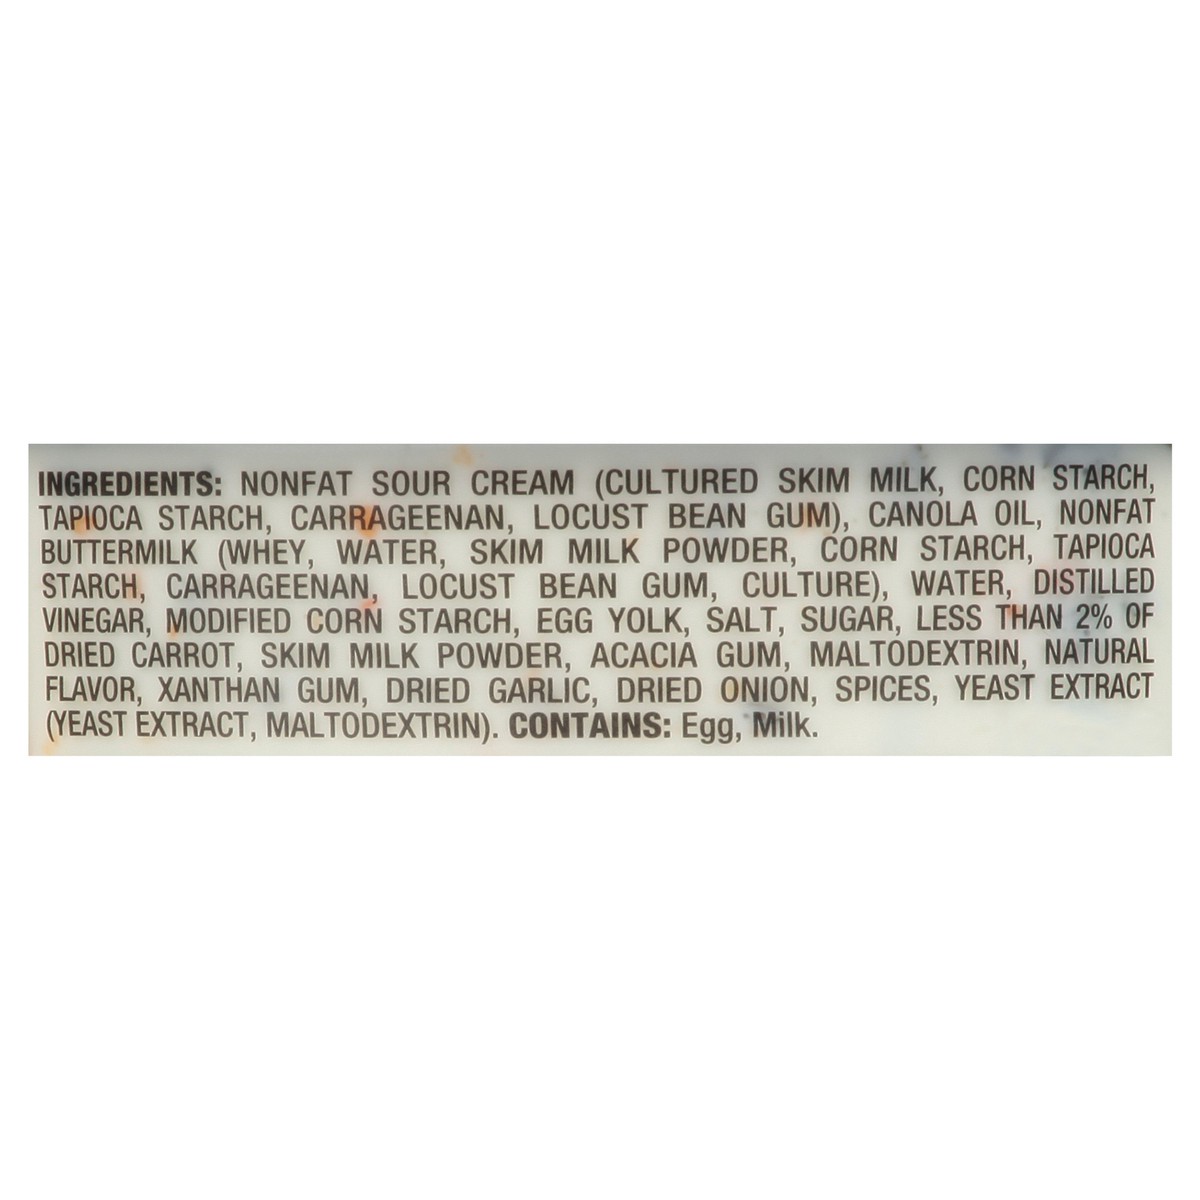 INGREDIENTS: NONFAT SOUR CREAM (CULTURED SKIM MILK, CORN STARCH,
TAPIOCA STARCH, CARRAGEENAN, LOCUST BEAN GUM), CANOLA OIL, NONFAT
BUTTERMILK (WHEY, WATER, SKIM MILK POWDER, CORN STARCH, TAPIOCA
STARCH, CARRAGEENAN, LOCUST BEAN GUM, CULTURE), WATER, DISTILLED
VINEGAR, MODIFIED CORN STARCH, EGG YOLK, SALT, SUGAR, LESS THAN 2% OF
DRIED CARROT, SKIM MILK POWDER, ACACIA GUM, MALTODEXTRIN, NATURAL
FLAVOR, XANTHAN GUM, DRIED GARLIC, DRIED ONION, SPICES, YEAST EXTRACT
(YEAST EXTRACT, MALTODEXTRIN). CONTAINS: Egg, Milk.